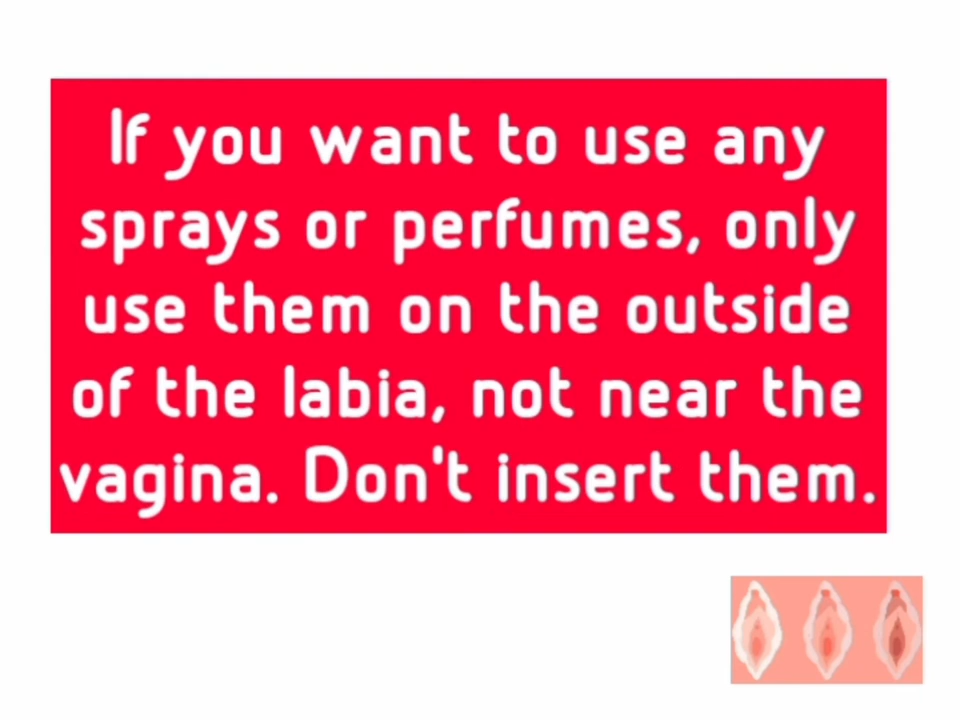 If you want to use any
sprays or perfumes, only
use them on the outside
of the labia, not near the
vagina. Don't insert them.